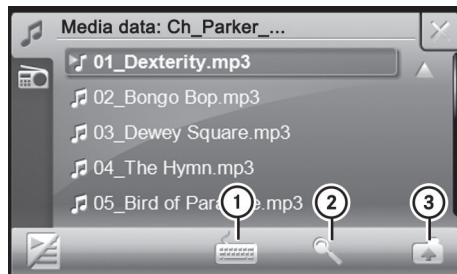 Media data: Ch_Parker_...
01_Dexterity.mp3
02_Bongo Bop.mp3
03_Dewey Square.mp3
04_The Hymn.mp3
05_Bird of Para e.mp3
1
2
3